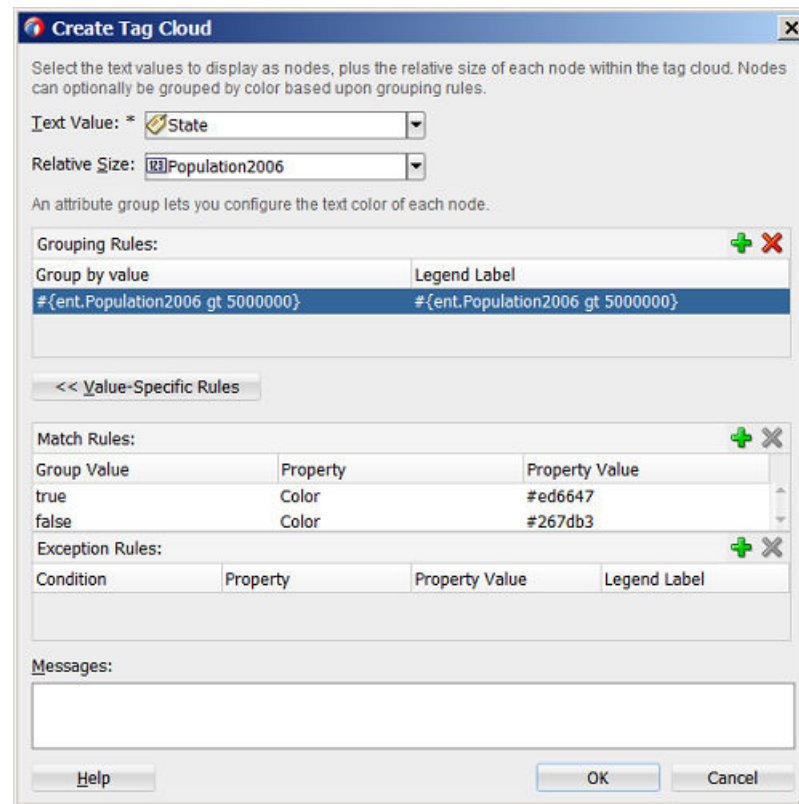 Create Tag Cloud
Select the text values to display as nodes, plus the relative size of each node within the tag cloud. Nodes
can optionally be grouped by color based upon grouping rules.
Text Value: * State
Relative Size: 123 Population2006
An attribute group lets you configure the text color of each node.
Grouping Rules:
Group by value Legend Label
#{ent.Population2006 gt 5000000} #{ent.Population2006 gt 5000000}
<< Value-Specific Rules
Match Rules:
Group Value Property Property Value
true Color #ed6647
false Color #267db3
Exception Rules:
Condition Property Property Value Legend Label
Messages:
Help OK Cancel